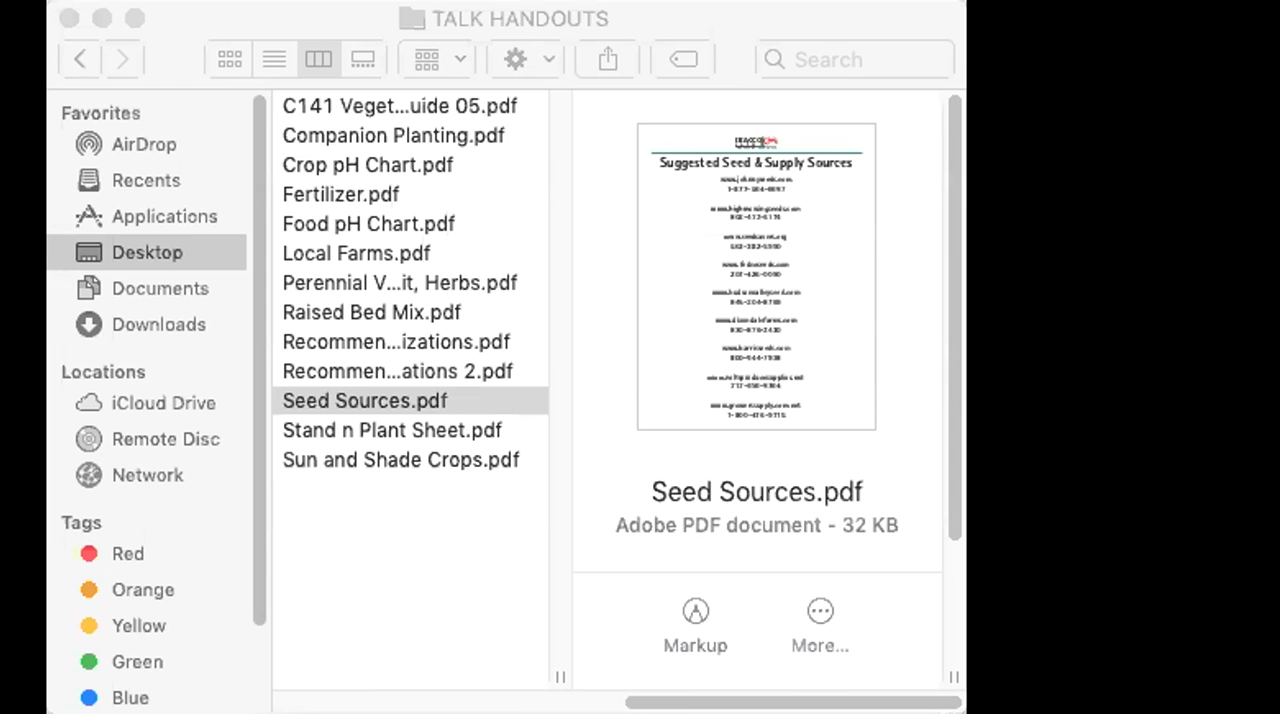 TALK HANDOUTS
Search
Favorites
AirDrop
Recents
Applications
Desktop
Documents
Downloads
Locations
iCloud Drive
Remote Disc
Network
Tags
Red
Orange
Yellow
Green
Blue
C141 Veget...uide 05.pdf
Companion Planting.pdf
Crop pH Chart.pdf
Fertilizer.pdf
Food pH Chart.pdf
Local Farms.pdf
Perennial V...it, Herbs.pdf
Raised Bed Mix.pdf
Recommen...izations.pdf
Recommen...ations 2.pdf
Seed Sources.pdf
Stand n Plant Sheet.pdf
Sun and Shade Crops.pdf
Suggested Seed & Supply Sources
Seed Sources.pdf
Adobe PDF document - 32 KB
Markup
More...